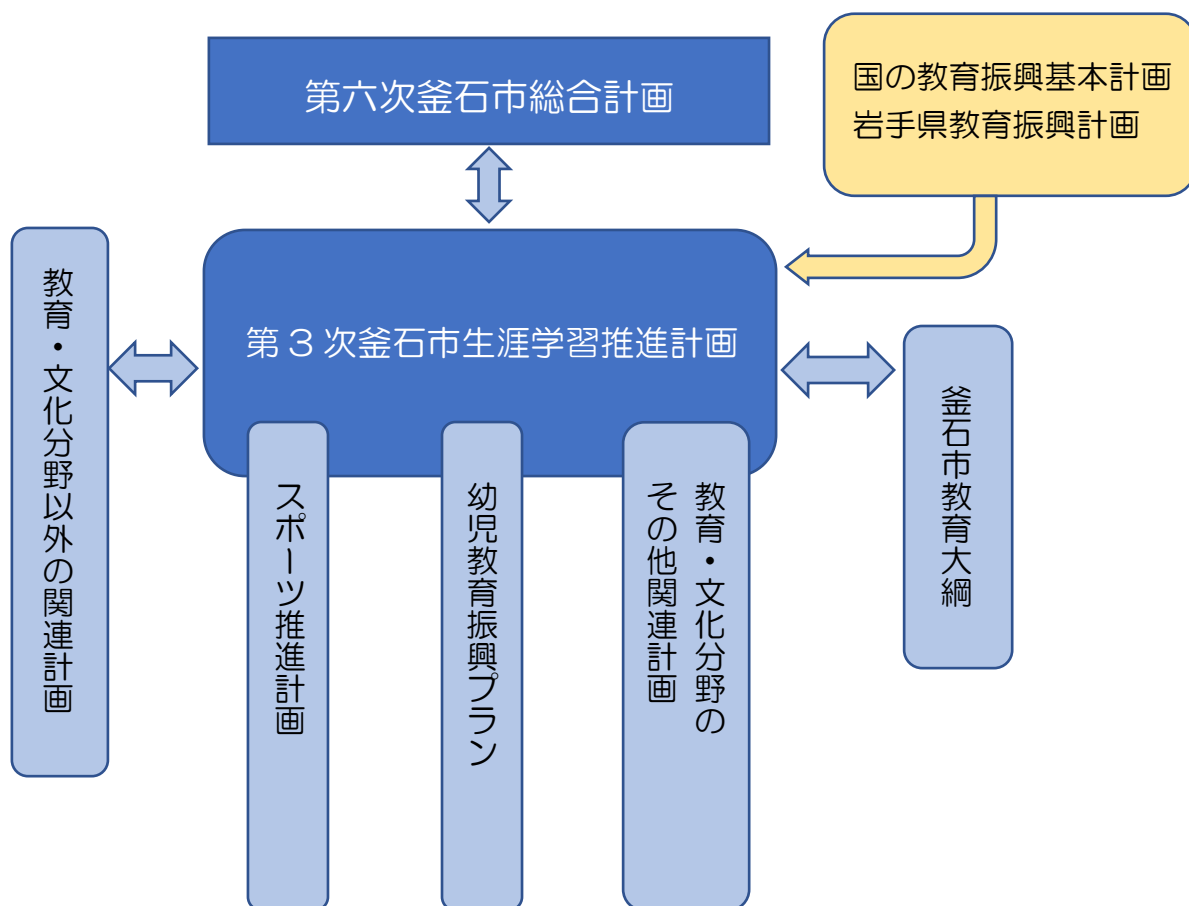 第六次釜石市総合計画
国の教育振興基本計画
岩手県教育振興計画
第3次釜石市生涯学習推進計画
教育・文化分野以外の関連計画
スポーツ推進計画
幼児教育振興プラン
教育・文化分野の
その他関連計画
釜石市教育大綱